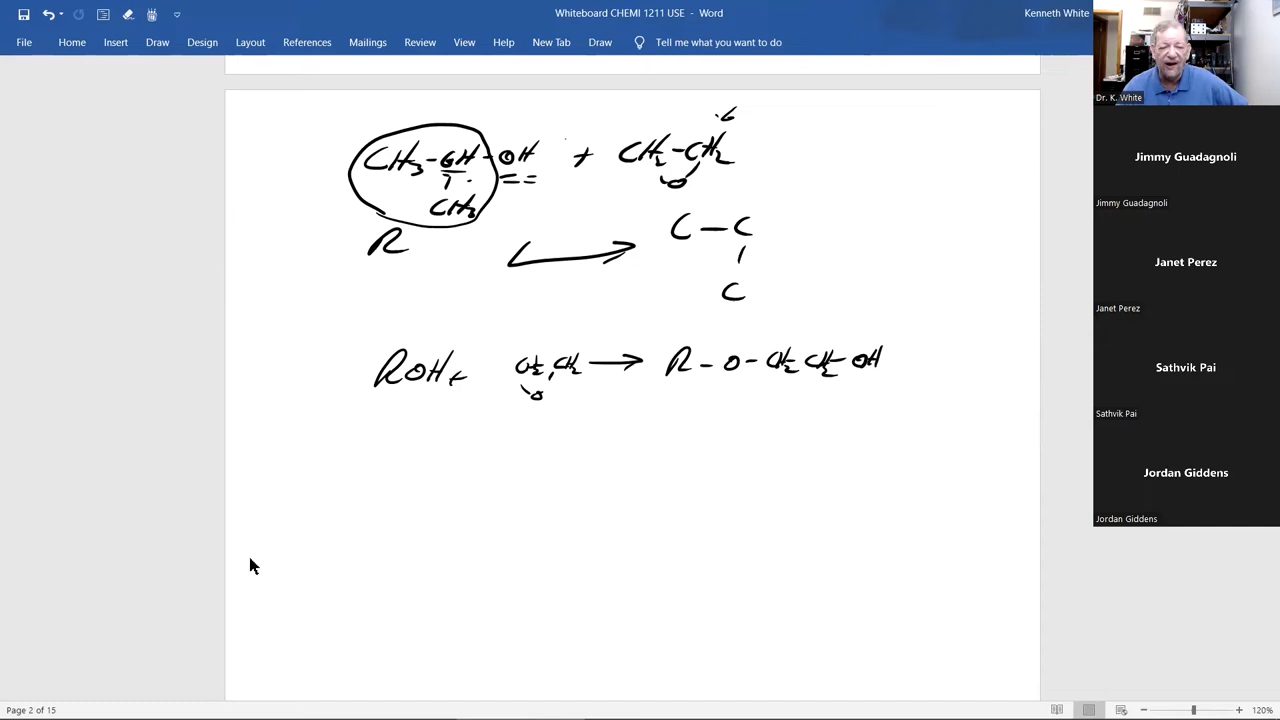 Whiteboard CHEMI 1211 USE - Word
Kenneth White
File Home Insert Draw Design Layout References Mailings Review View Help New Tab Draw Tell me what you want to do
Dr. K. White
CH3-CH-OH + CH2-CH2
CH3
O
R
C-C
C
ROH + CH2 CH2 → R-O-CH2CH2-OH
O
Jimmy Guadagnoli
Jimmy Guadagnoli
Janet Perez
Janet Perez
Sathvik Pai
Sathvik Pai
Jordan Giddens
Jordan Giddens
Page 2 of 15
120%